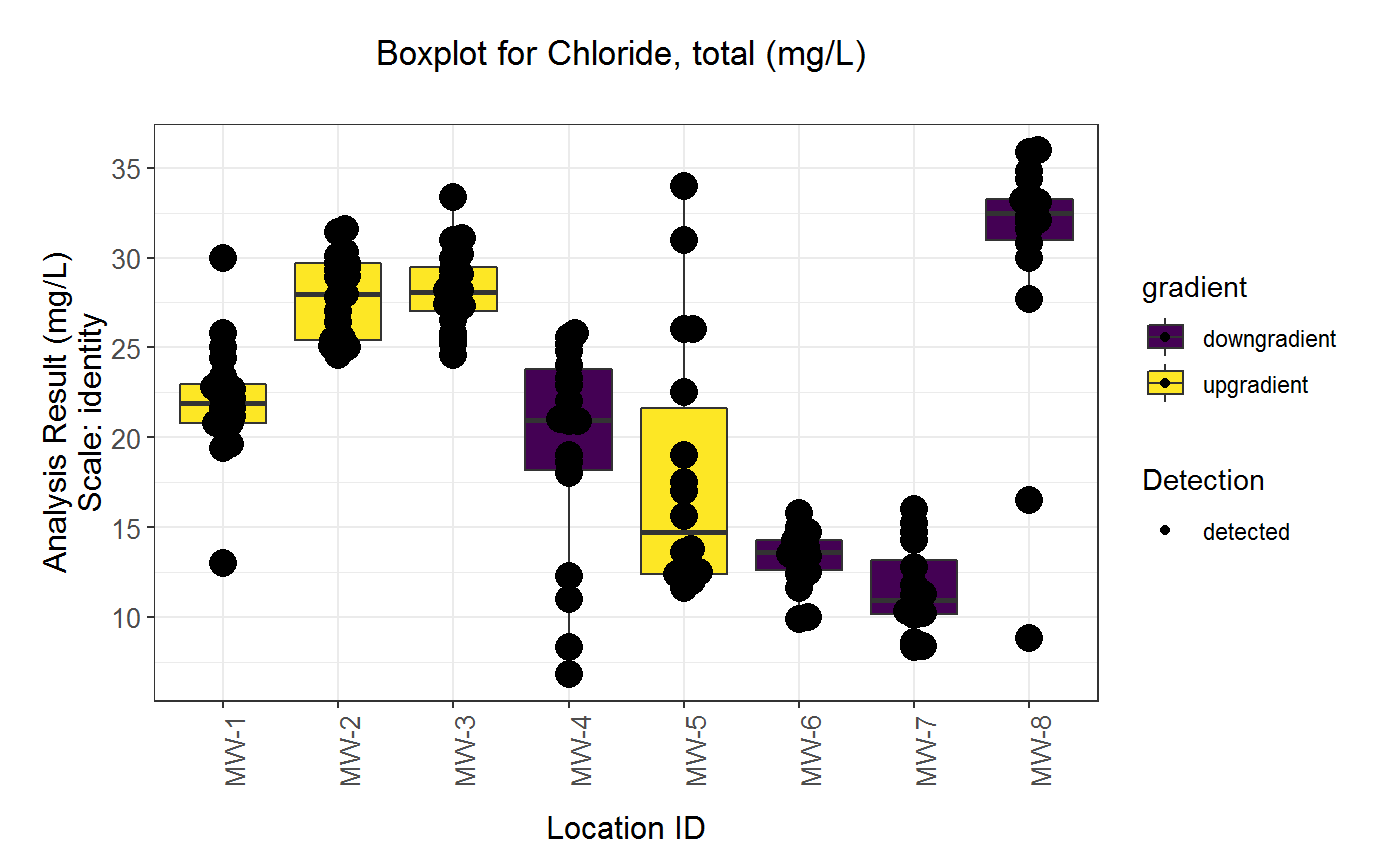 Boxplot for Chloride, total (mg/L)
Analysis Result (mg/L)
Scale: identity
35
30
25
20
15
10
MW-1
MW-2
MW-3
MW-4
MW-5
MW-6
MW-7
MW-8
Location ID
gradient
downgradient
upgradient
Detection
detected